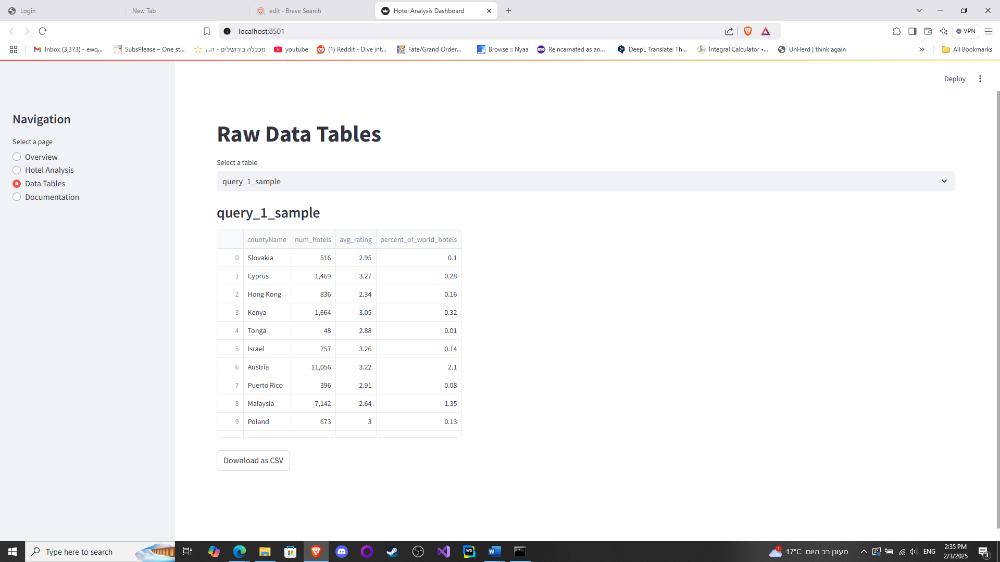 Login
New Tab
edit - Brave Search
Hotel Analysis Dashboard
localhost:8501
VPN
Inbox (3,373) - ewq...
SubsPlease – One st...
מכללה בירושלים - ה...
youtube
(1) Reddit - Dive int...
Fate/Grand Order...
Browse :: Nyaa
Reincarnated as an...
DeepL Translate: Th...
Integral Calculator •...
UnHerd | think again
All Bookmarks
Deploy
Navigation
Select a page
Overview
Hotel Analysis
Data Tables
Documentation
Raw Data Tables
Select a table
query_1_sample
query_1_sample
countyName num_hotels avg_rating percent_of_world_hotels
0 Slovakia 516 2.95 0.1
1 Cyprus 1,469 3.27 0.28
2 Hong Kong 836 2.34 0.16
3 Kenya 1,664 3.05 0.32
4 Tonga 48 2.88 0.01
5 Israel 757 3.26 0.14
6 Austria 11,056 3.22 2.1
7 Puerto Rico 396 2.91 0.08
8 Malaysia 7,142 2.64 1.35
9 Poland 673 3 0.13
Download as CSV
Type here to search
1
17°C מעונן רב היום
ENG
2:35 PM
2/3/2025
3